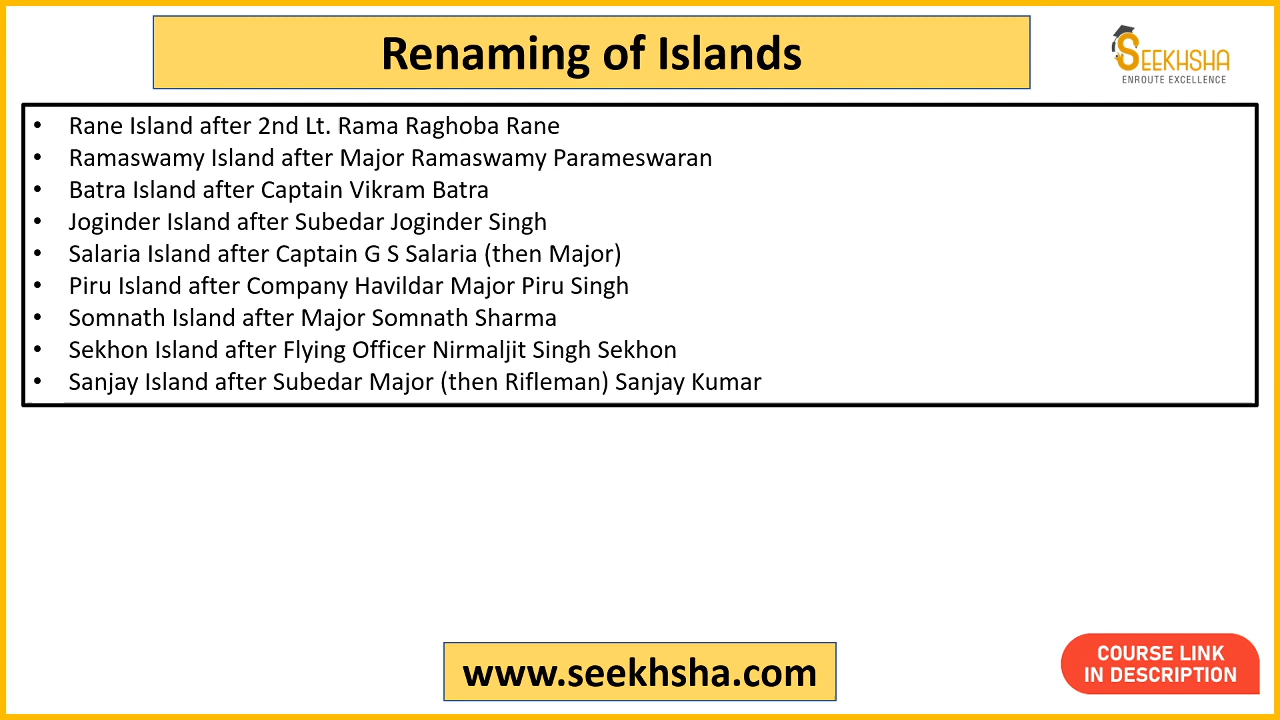 Renaming of Islands
SEEKHSHA
ENROUTE EXCELLENCE
• Rane Island after 2nd Lt. Rama Raghoba Rane
• Ramaswamy Island after Major Ramaswamy Parameswaran
• Batra Island after Captain Vikram Batra
• Joginder Island after Subedar Joginder Singh
• Salaria Island after Captain G S Salaria (then Major)
• Piru Island after Company Havildar Major Piru Singh
• Somnath Island after Major Somnath Sharma
• Sekhon Island after Flying Officer Nirmaljit Singh Sekhon
• Sanjay Island after Subedar Major (then Rifleman) Sanjay Kumar
www.seekhsha.com
COURSE LINK
IN DESCRIPTION